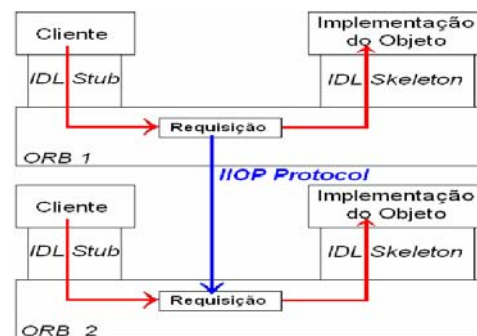 Cliente
Implementação
do Objeto
IDL Stub
IDL Skeleton
Requisição
ORB 1
IIOP Protocol
Cliente
Implementação
do Objeto
IDL Stub
IDL Skeleton
Requisição
ORB 2